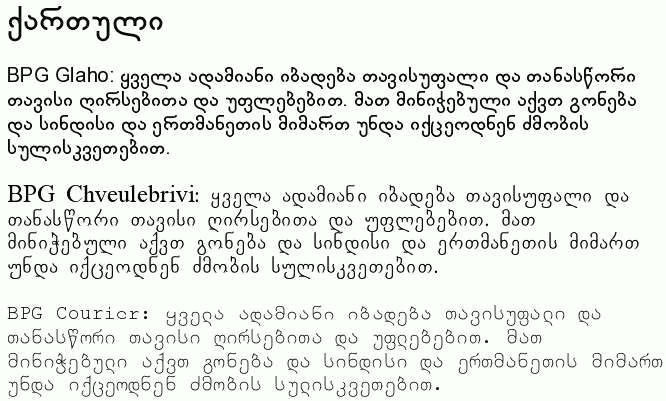 ქართული
BPG Glaho: ყველა ადამიანი იბადება თავისუფალი და თანასწორი
თავისი ღირსებითა და უფლებებით. მათ მინიჭებული აქვთ გონება
და სინდისი და ერთმანეთის მიმართ უნდა იქცეოდნენ ძმობის
სულისკვეთებით.
BPG Chveulebrivi: ყველა ადამიანი იბადება თავისუფალი და
თანასწორი თავისი ღირსებითა და უფლებებით. მათ
მინიჭებული აქვთ გონება და სინდისი და ერთმანეთის მიმართ
უნდა იქცეოდნენ ძმობის სულისკვეთებით.
BPG Courier: ყველა ადამიანი იბადება თავისუფალი და
თანასწორი თავისი ღირსებითა და უფლებებით. მათ
მინიჭებული აქვთ გონება და სინდისი და ერთმანეთის მიმართ
უნდა იქცეოდნენ ძმობის სულისკვეთებით.